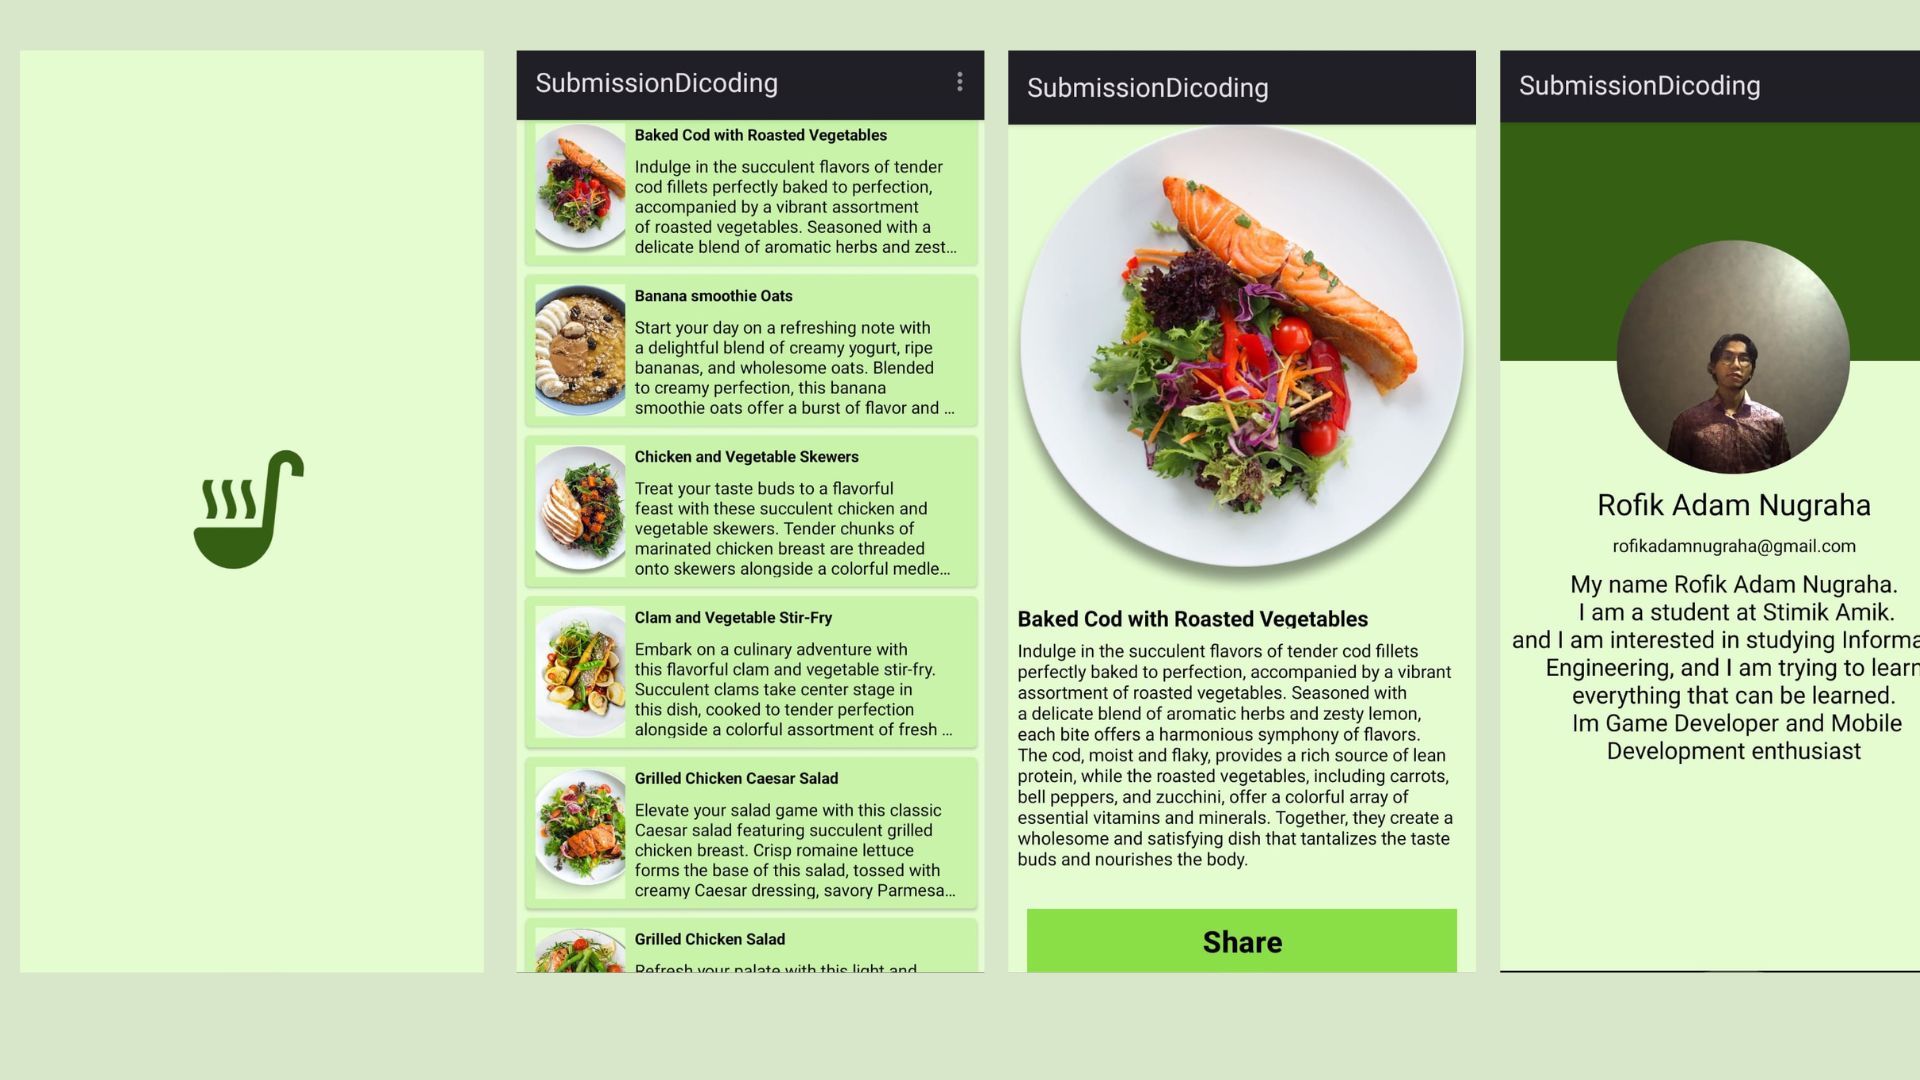 SubmissionDicoding
Baked Cod with Roasted Vegetables
Indulge in the succulent flavors of tender
cod fillets perfectly baked to perfection,
accompanied by a vibrant assortment
of roasted vegetables. Seasoned with a
delicate blend of aromatic herbs and zest…
Banana smoothie Oats
Start your day on a refreshing note with
a delightful blend of creamy yogurt, ripe
bananas, and wholesome oats. Blended
to creamy perfection, this banana
smoothie oats offer a burst of flavor and …
Chicken and Vegetable Skewers
Treat your taste buds to a flavorful
feast with these succulent chicken and
vegetable skewers. Tender chunks of
marinated chicken breast are threaded
onto skewers alongside a colorful medle…
Clam and Vegetable Stir-Fry
Embark on a culinary adventure with
this flavorful clam and vegetable stir-fry.
Succulent clams take center stage in
this dish, cooked to tender perfection
alongside a colorful assortment of fresh …
Grilled Chicken Caesar Salad
Elevate your salad game with this classic
Caesar salad featuring succulent grilled
chicken breast. Crisp romaine lettuce
forms the base of this salad, tossed with
creamy Caesar dressing, savory Parmesa…
Grilled Chicken Salad
Refresh your palate with this light and
SubmissionDicoding
Baked Cod with Roasted Vegetables
Indulge in the succulent flavors of tender cod fillets
perfectly baked to perfection, accompanied by a vibrant
assortment of roasted vegetables. Seasoned with
a delicate blend of aromatic herbs and zesty lemon,
each bite offers a harmonious symphony of flavors.
The cod, moist and flaky, provides a rich source of lean
protein, while the roasted vegetables, including carrots,
bell peppers, and zucchini, offer a colorful array of
essential vitamins and minerals. Together, they create a
wholesome and satisfying dish that tantalizes the taste
buds and nourishes the body.
Share
SubmissionDicoding
Rofik Adam Nugraha
rofikadamnugraha@gmail.com
My name Rofik Adam Nugraha.
I am a student at Stimik Amik.
and I am interested in studying Informa
Engineering, and I am trying to learn
everything that can be learned.
Im Game Developer and Mobile
Development enthusiast